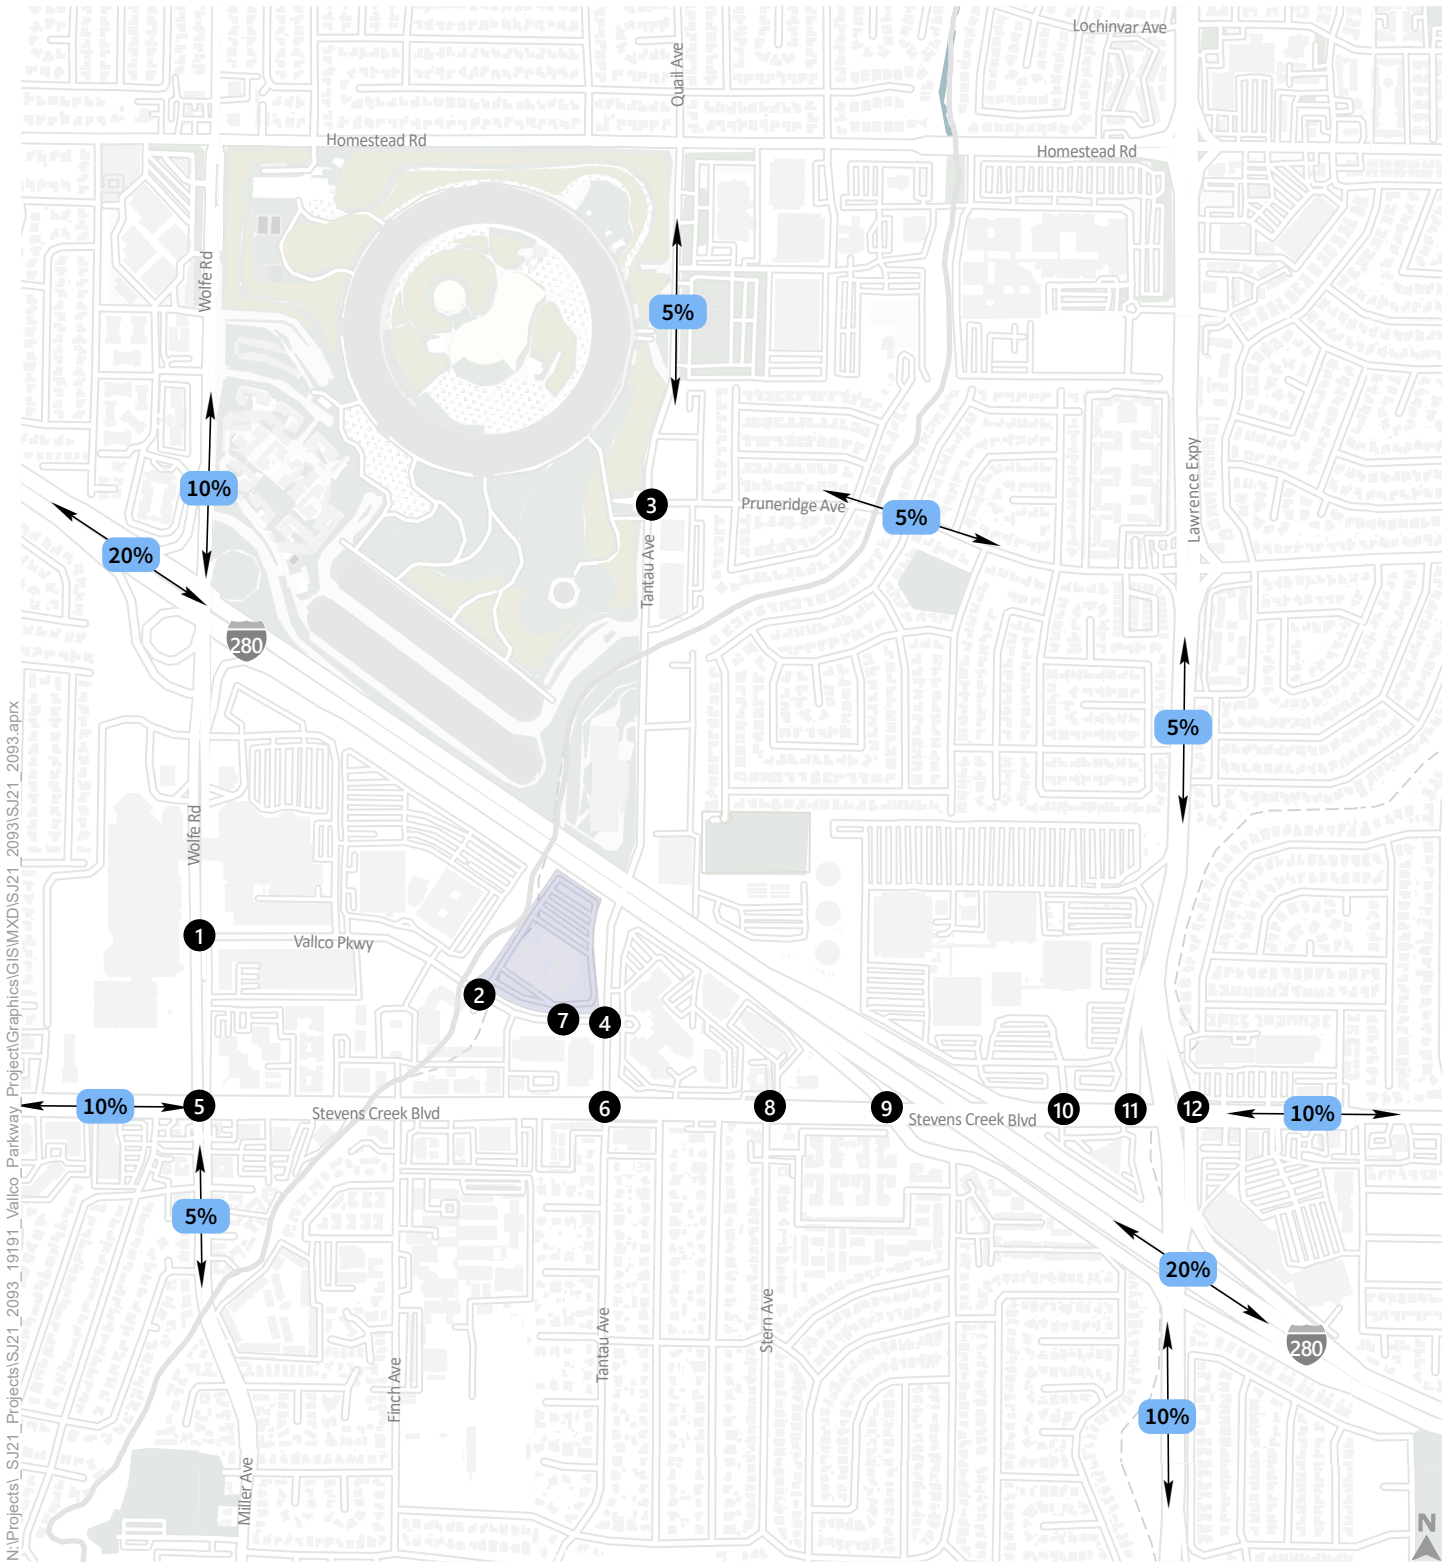 Lochinvar Ave
Quail Ave
Homestead Rd
Homestead Rd
Wolfe Rd
5%
10%
Lawrence Expy
3
Pruneridge Ave
5%
20%
Tantau Ave
280
5%
Wolfe Rd
1
Vallco Pkwy
2
7
4
10%
5
Stevens Creek Blvd
6
8
9
Stevens Creek Blvd
10
11
12
10%
5%
20%
Stern Ave
Tantau Ave
280
Finch Ave
10%
Miller Ave
N
N:\Projects\_SJ21_Projects\SJ21_2093_19191_Vallco_Parkway_Project\Graphics\GIS\MXD\SJ21_2093\SJ21_2093.aprx